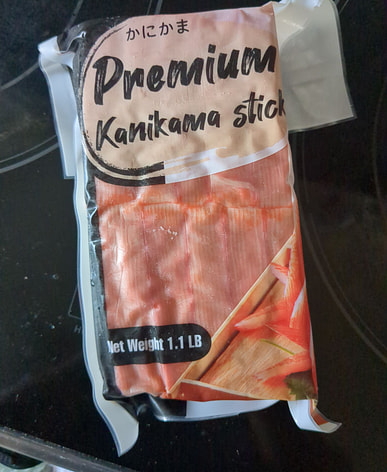 かにかま
Premium
Kanikama stick
Net Weight 1.1 LB